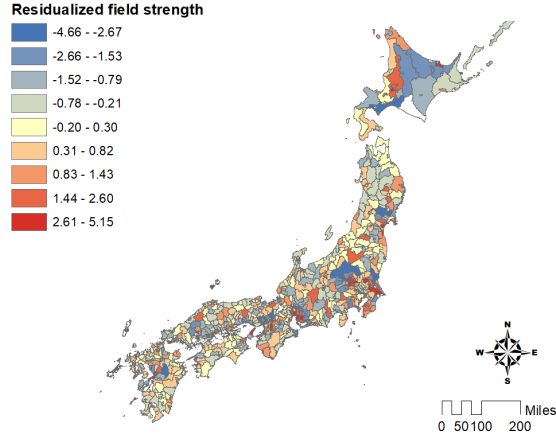 Residualized field strength
-4.66 - -2.67
-2.66 - -1.53
-1.52 - -0.79
-0.78 - -0.21
-0.20 - 0.30
0.31 - 0.82
0.83 - 1.43
1.44 - 2.60
2.61 - 5.15
N
W E
S
Miles
0 50 100 200